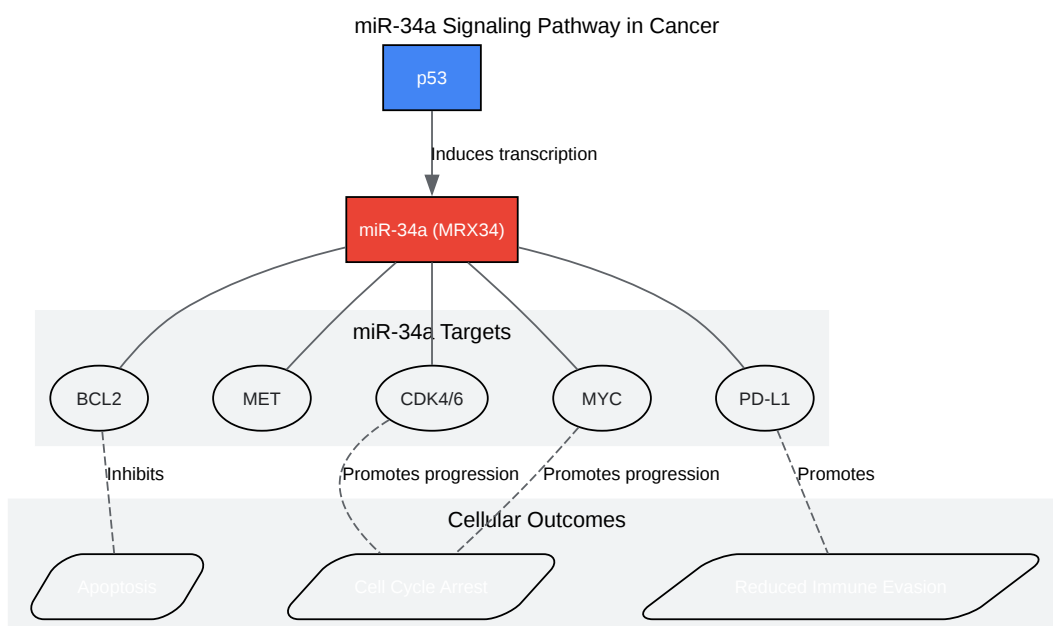 miR-34a Signaling Pathway in Cancer
p53
Induces transcription
miR-34a (MRX34)
miR-34a Targets
BCL2
MET
CDK4/6
MYC
PD-L1
Inhibits
Promotes progression
Promotes progression
Promotes
Cellular Outcomes
Apoptosis
Cell Cycle Arrest
Reduced Immune Evasion